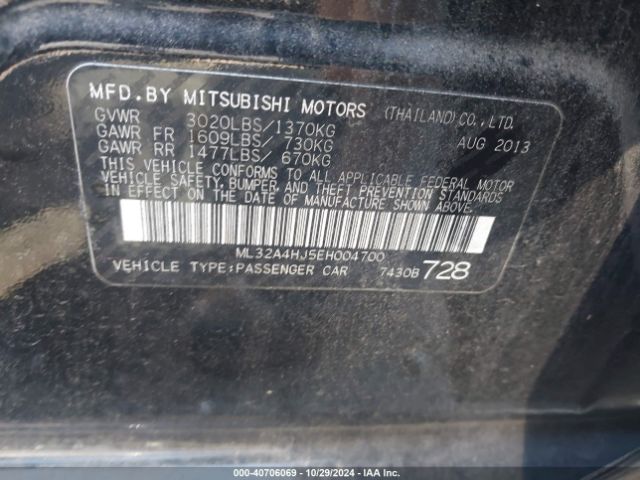 MFD. BY MITSUBISHI MOTORS (THAILAND) CO., LTD.
GVWR 3020LBS/1370KG AUG 2013
GAWR FR 1609LBS/ 730KG
GAWR RR 1477LBS/ 670KG
THIS VEHICLE CONFORMS TO ALL APPLICABLE FEDERAL MOTOR
VEHICLE SAFETY, BUMPER, AND THEFT PREVENTION STANDARDS
IN EFFECT ON THE DATE OF MANUFACTURE SHOWN ABOVE.
ML32A4HJ5EH004700
VEHICLE TYPE:PASSENGER CAR 7430B 728
000-40706069 - 10/29/2024 - IAA Inc.